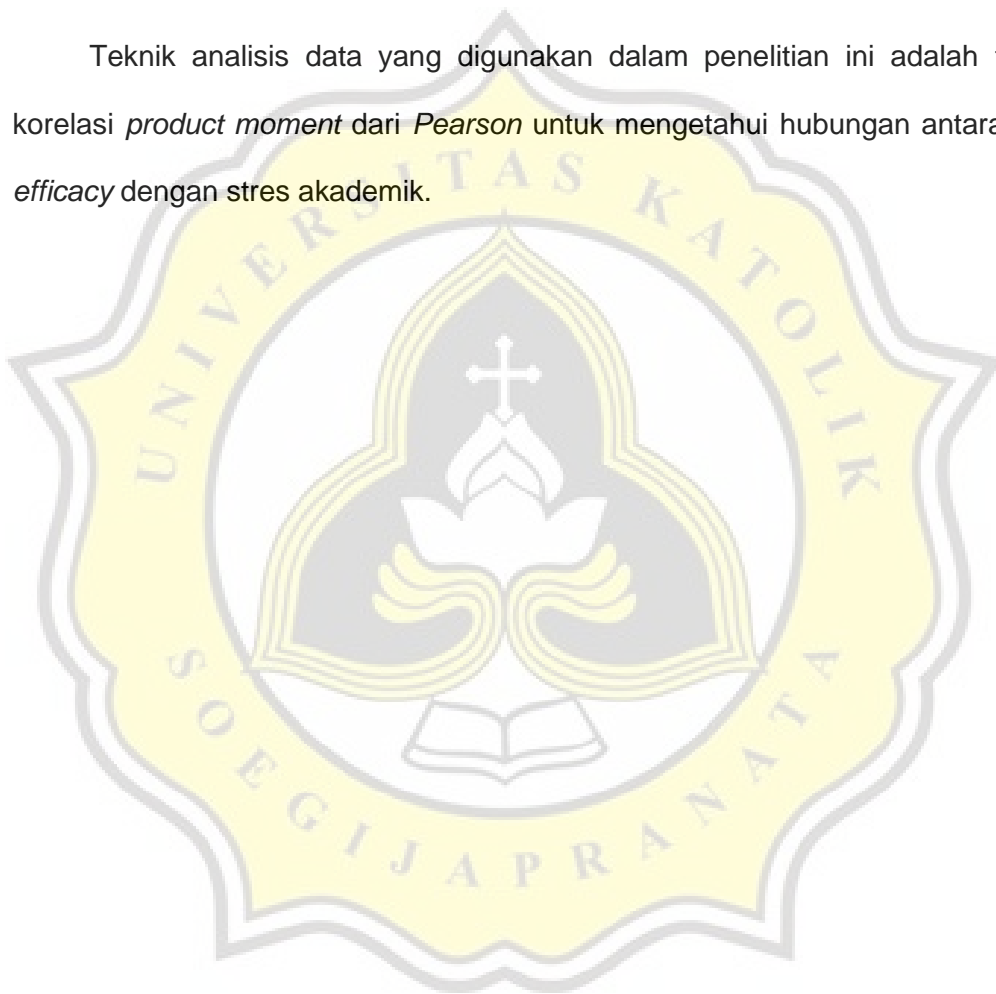 Teknik analisis data yang digunakan dalam penelitian ini adalah
korelasi product moment dari Pearson untuk mengetahui hubungan antara
efficacy dengan stres akademik.
UNIVERSITAS KATOLIK
SOEGIJAPRANATA